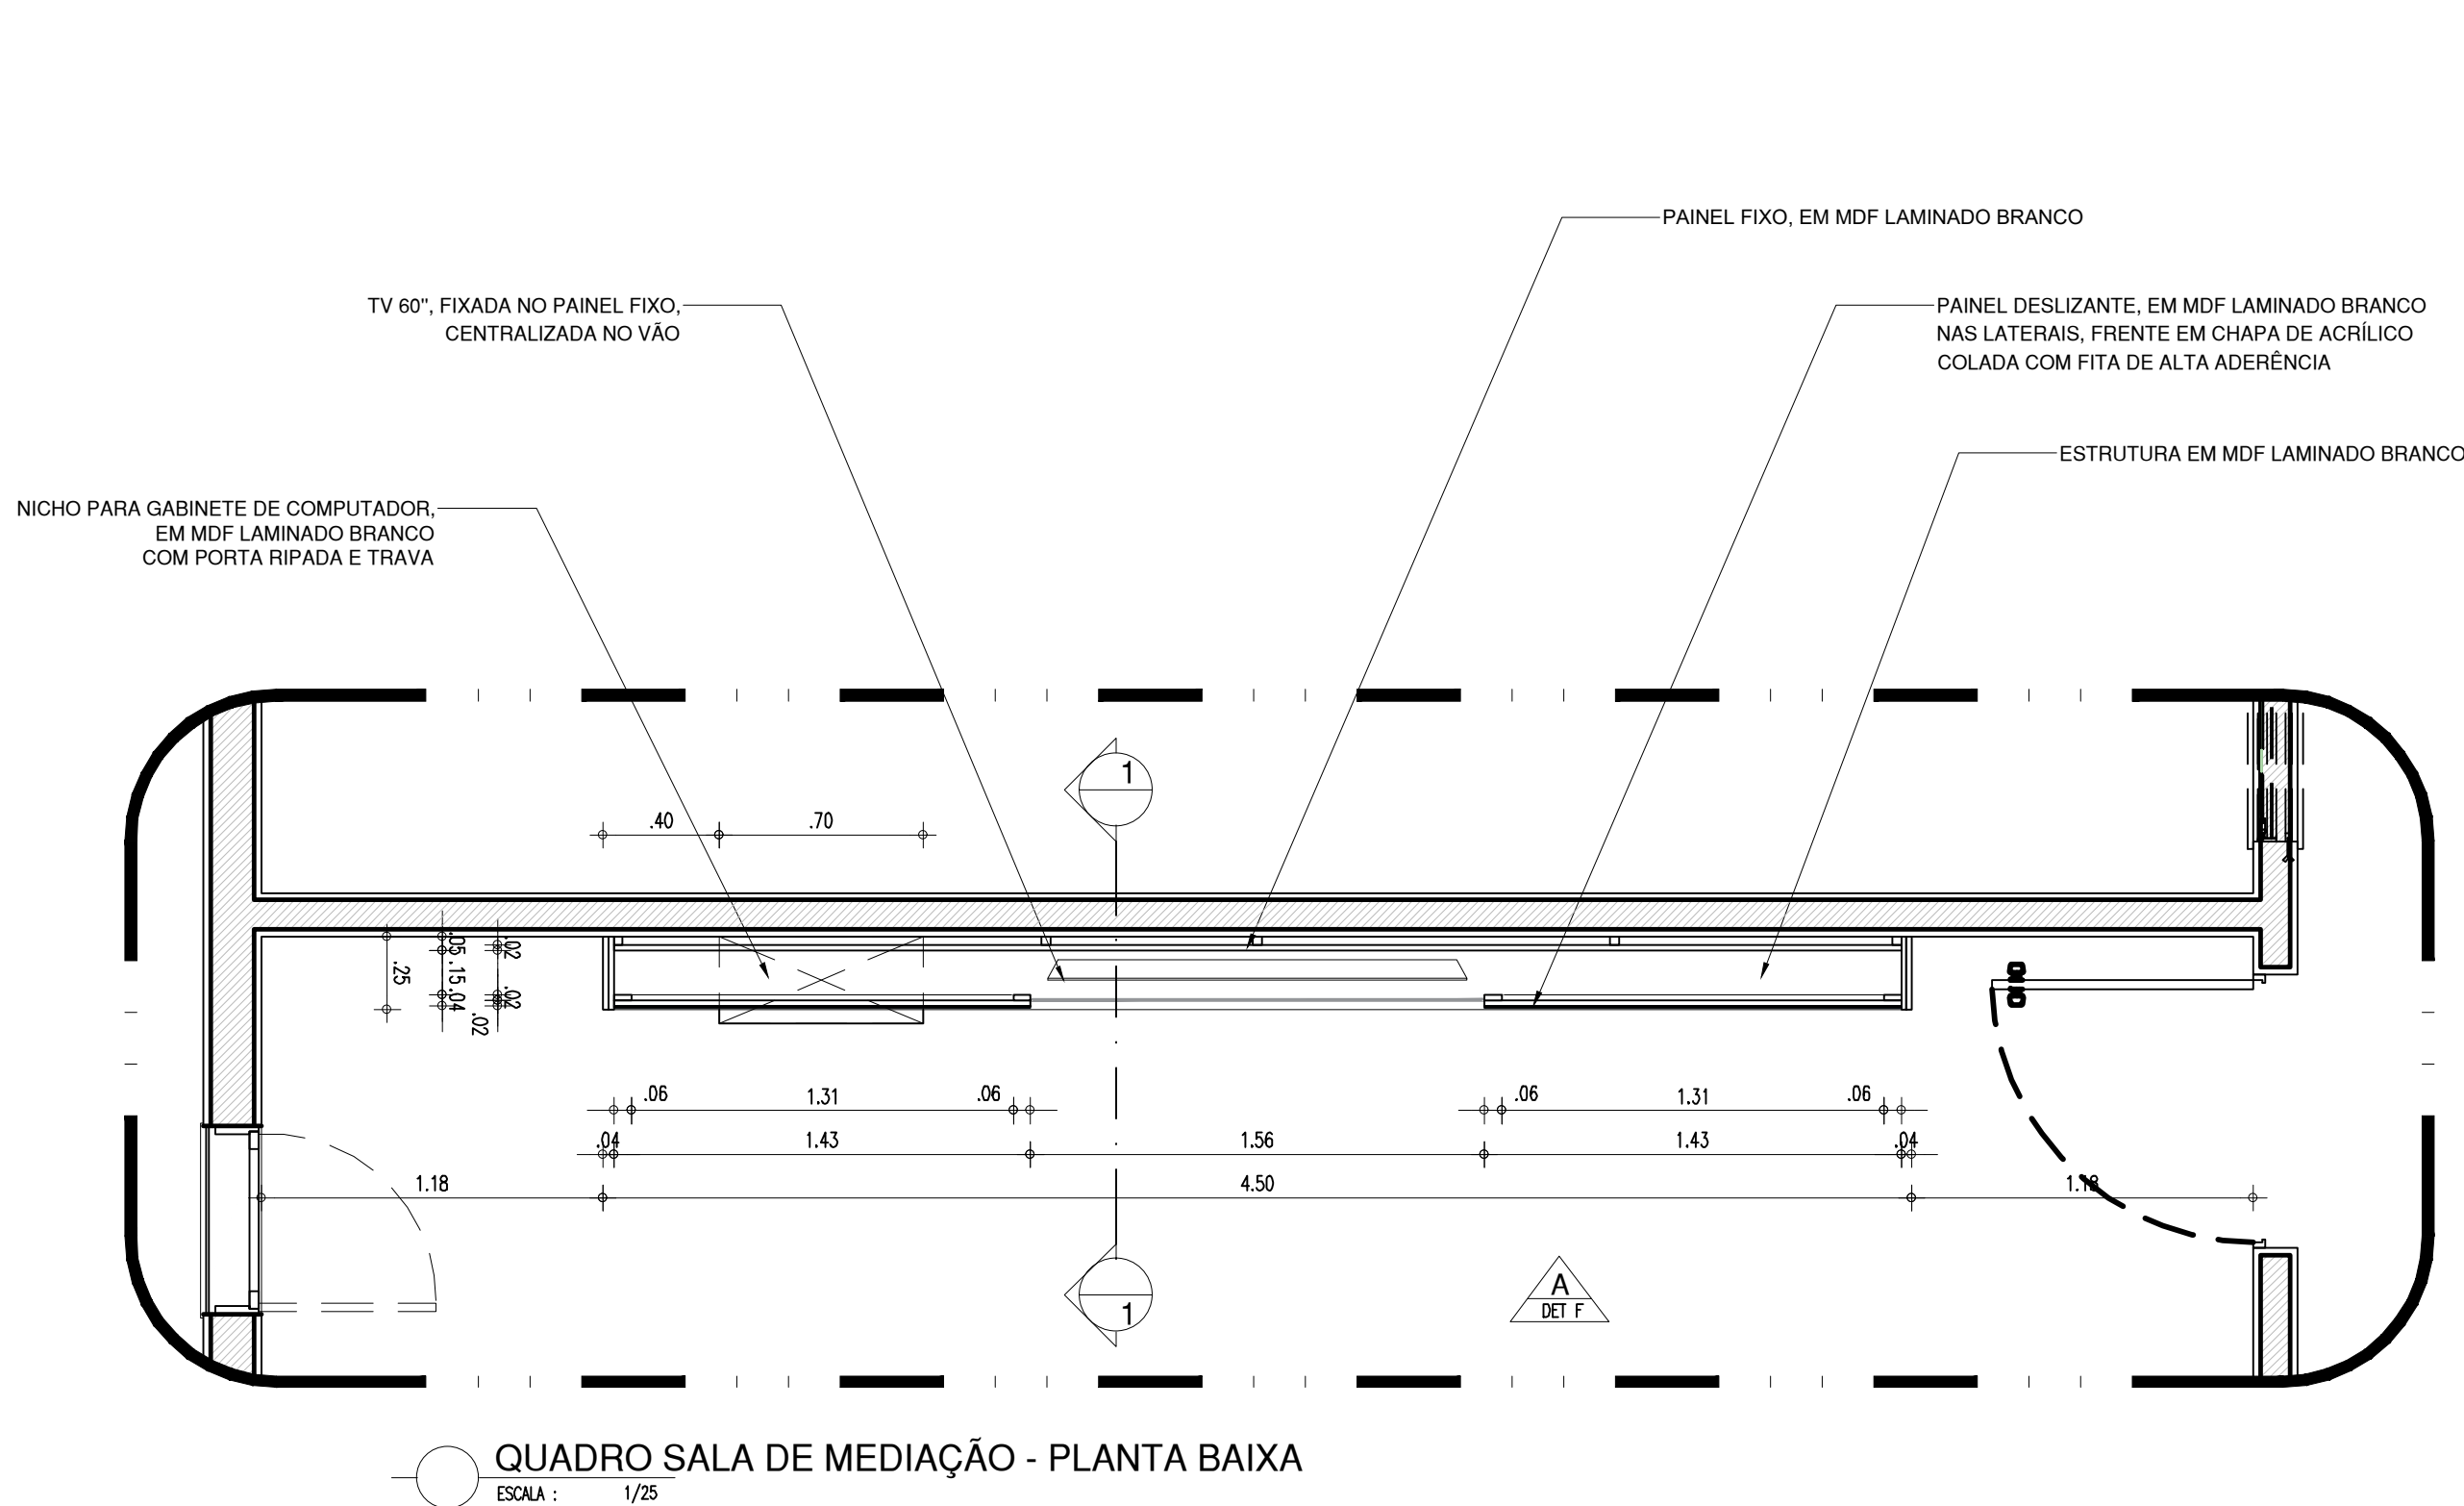 PAINEL FIXO, EM MDF LAMINADO BRANCO
TV 60", FIXADA NO PAINEL FIXO,
CENTRALIZADA NO VÃO
PAINEL DESLIZANTE, EM MDF LAMINADO BRANCO
NAS LATERAIS, FRENTE EM CHAPA DE ACRÍLICO
COLADA COM FITA DE ALTA ADERÊNCIA
ESTRUTURA EM MDF LAMINADO BRANCO
NICHO PARA GABINETE DE COMPUTADOR,
EM MDF LAMINADO BRANCO
COM PORTA RIPADA E TRAVA
1
.40 .70
.25
.05 .15 .04
.02 .02
.02
.06 1.31 .06 .06 1.31 .06
.04 1.43 1.56 1.43 .04
1.18 4.50 1.18
1
A
DET F
QUADRO SALA DE MEDIAÇÃO - PLANTA BAIXA
ESCALA : 1/25